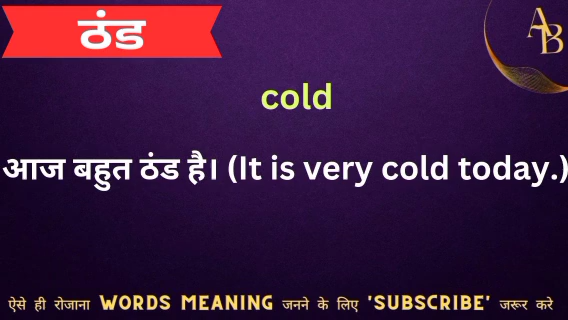 ठंड
AB
cold
आज बहुत ठंड है। (It is very cold today.)
ऐसे ही रोजाना WORDS MEANING जनने के लिए 'SUBSCRIBE' जरूर करे